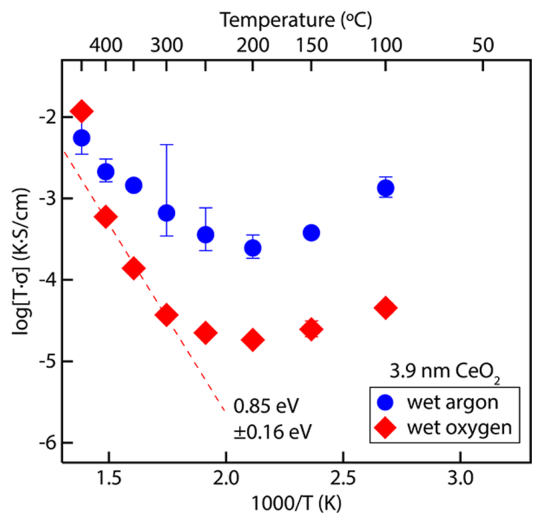 Temperature (ºC)
400 300 200 150 100 50
-2
-3
-4
-5
-6
log[T·σ] (K·S/cm)
0.85 eV
±0.16 eV
3.9 nm CeO₂
wet argon
wet oxygen
1.5 2.0 2.5 3.0
1000/T (K)